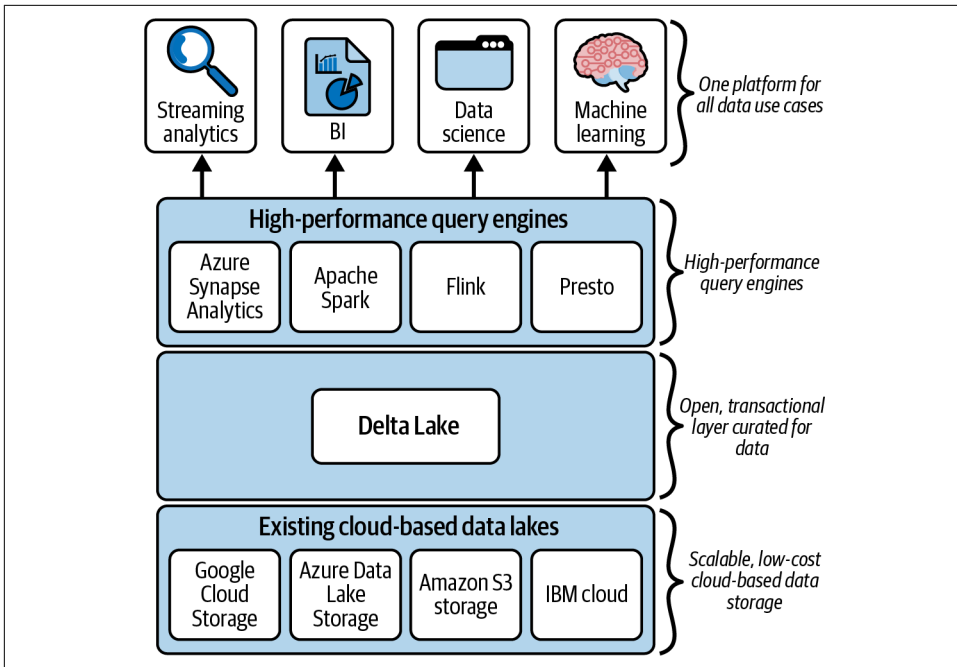 Streaming
analytics
BI
Data
science
Machine
learning
One platform for
all data use cases
High-performance query engines
Azure
Synapse
Analytics
Apache
Spark
Flink
Presto
High-performance
query engines
Delta Lake
Open, transactional
layer curated for
data
Existing cloud-based data lakes
Google
Cloud
Storage
Azure Data
Lake
Storage
Amazon S3
storage
IBM cloud
Scalable, low-cost
cloud-based data
storage